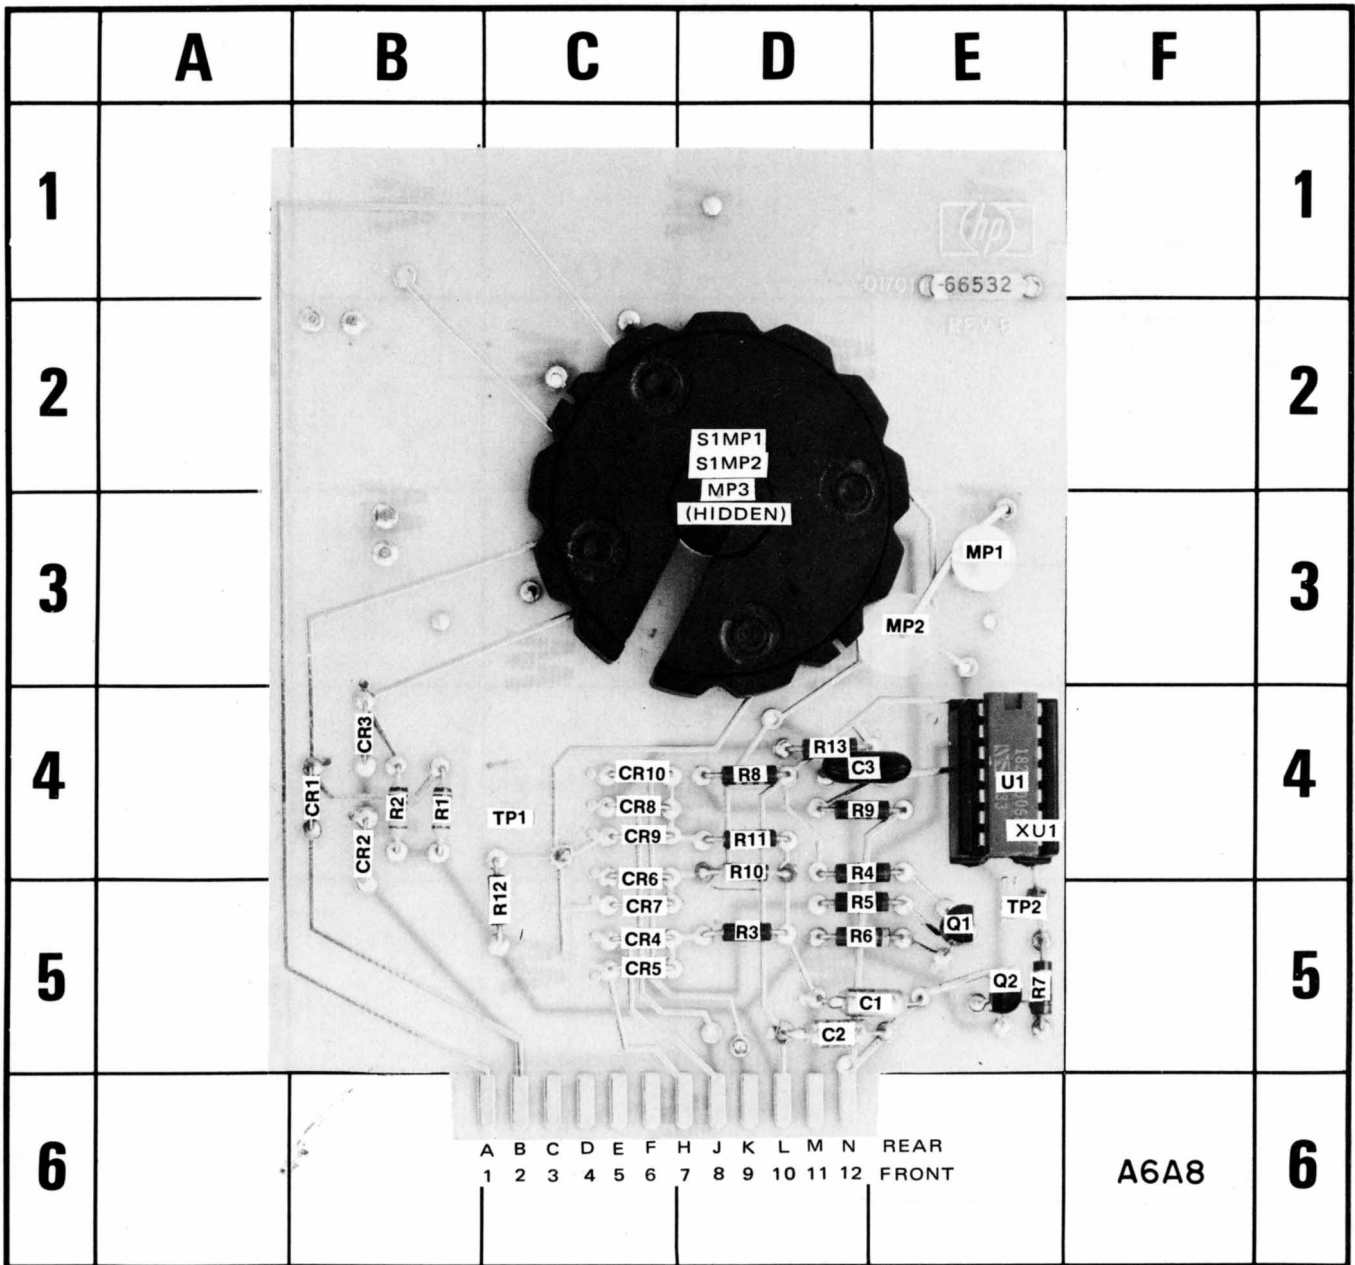 A B C D E F
1 1
hp
01701 -66532
REV B
2 2
S1MP1
S1MP2
MP3
(HIDDEN)
3 3
MP1
MP2
4 4
CR3
CR1
R2
R1
CR2
TP1
CR10
CR8
CR9
CR6
CR7
CR4
CR5
R12
R13
R8
C3
R9
R11
R10
R4
R5
R3
R6
U1
XU1
TP2
Q1
Q2
R7
C1
C2
5 5
A B C D E F H J K L M N REAR
1 2 3 4 5 6 7 8 9 10 11 12 FRONT
6 A6A8 6